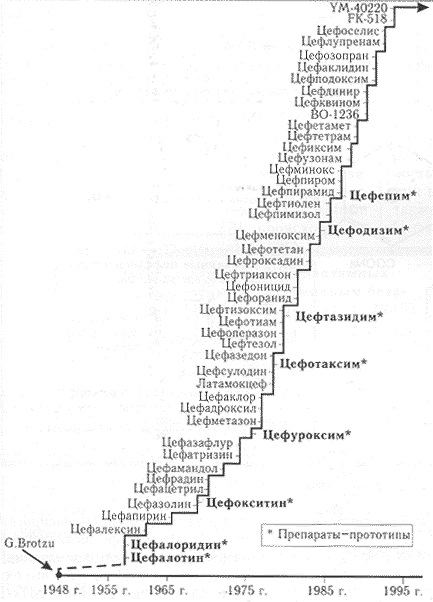 YM-40220
FK-518
Цефоселис
Цефлупренам
Цефозопран
Цефаклидин
Цефподоксим
Цефдинир
Цефквином
BO-1236
Цефетамет
Цефтетрам
Цефиксим
Цефузонам
Цефминокс
Цефпиром
Цефпирамид
Цефепим*
Цефтиолен
Цефпимизол
Цефодизим*
Цефменоксим
Цефотетан
Цефроксадин
Цефтриаксон
Цефоницид
Цефоранид
Цефтизоксим
Цефтазидим*
Цефотиам
Цефоперазон
Цефтезол
Цефазедон
Цефотаксим*
Цефсулодин
Латамокцеф
Цефаклор
Цефадроксил
Цефметазон
Цефуроксим*
Цефазафлур
Цефатризин
Цефамандол
Цефрадин
Цефацетрил
Цефокситин*
Цефазолин
Цефапирин
Цефалексин
* Препараты-прототипы
G.Brotzu
Цефалоридин*
Цефалотин*
1948 г. 1955 г. 1965 г. 1975 г. 1985 г. 1995 г.